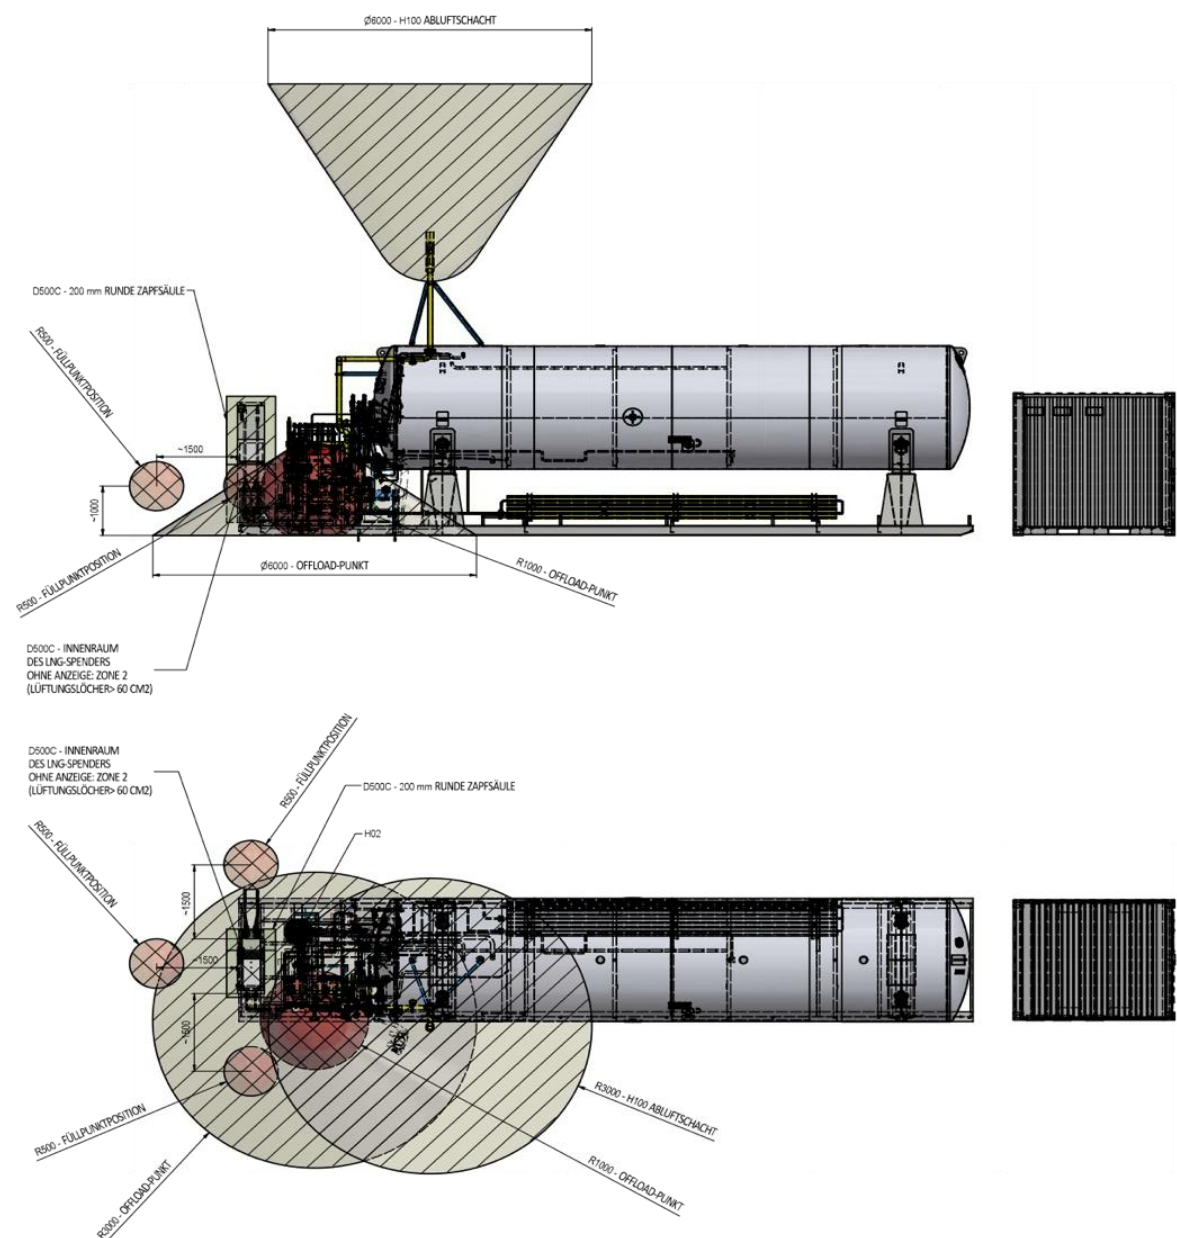 Ø6000 - H100 ABLUFTSCHACHT
D500C - 200 mm RUNDE ZAPFSÄULE
R500 - FÜLLPUNKTPOSITION
~1500
~1000
R500 - FÜLLPUNKTPOSITION
Ø6000 - OFFLOAD-PUNKT
R1000 - OFFLOAD-PUNKT
D500C - INNENRAUM
DES LNG-SPENDERS
OHNE ANZEIGE: ZONE 2
(LÜFTUNGSLÖCHER> 60 CM2)
D500C - INNENRAUM
DES LNG-SPENDERS
OHNE ANZEIGE: ZONE 2
(LÜFTUNGSLÖCHER> 60 CM2)
R500 - FÜLLPUNKTPOSITION
D500C - 200 mm RUNDE ZAPFSÄULE
H02
R500 - FÜLLPUNKTPOSITION
~1500
~1500
~1500
R500 - FÜLLPUNKTPOSITION
R3000 - OFFLOAD-PUNKT
R3000 - H100 ABLUFTSCHACHT
R1000 - OFFLOAD-PUNKT